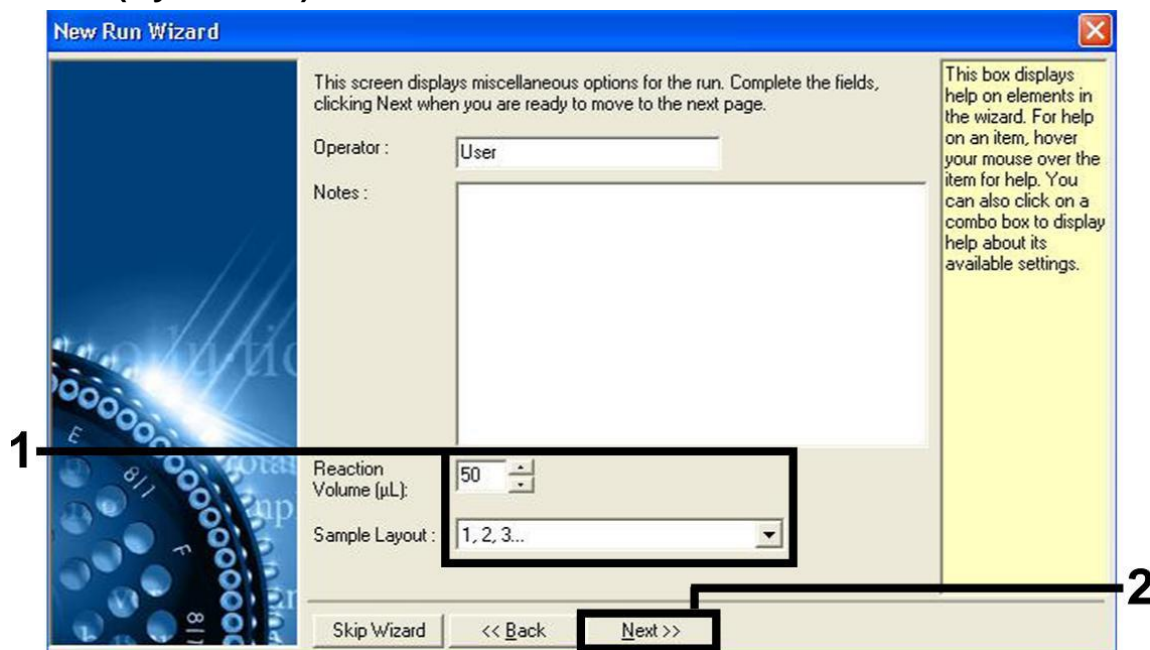 New Run Wizard
This screen displays miscellaneous options for the run. Complete the fields,
clicking Next when you are ready to move to the next page.
Operator :
User
Notes :
1
Reaction
Volume (µL):
50
Sample Layout :
1, 2, 3...
2
Skip Wizard
<< Back
Next >>
This box displays
help on elements in
the wizard. For help
on an item, hover
your mouse over the
item for help. You
can also click on a
combo box to display
help about its
available settings.
E
8/1
F
8/1